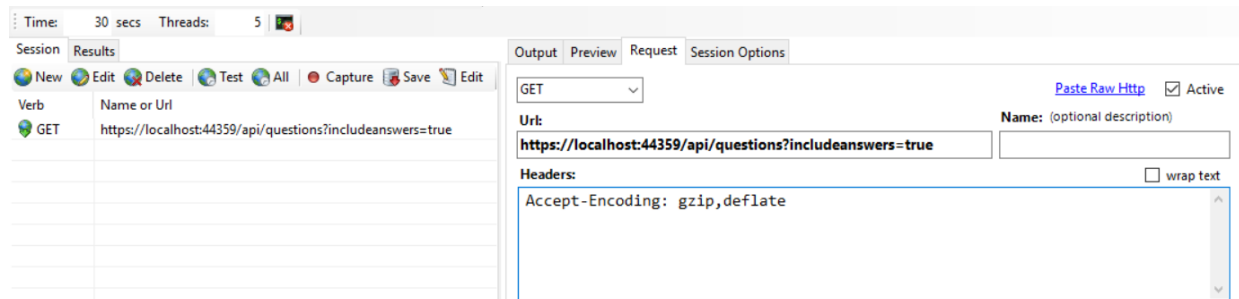 Time: 30 secs Threads: 5
Session Results
New Edit Delete Test All Capture Save Edit
Verb Name or Url
GET https://localhost:44359/api/questions?includeanswers=true
Output Preview Request Session Options
GET Paste Raw Http Active
Url: Name: (optional description)
https://localhost:44359/api/questions?includeanswers=true
Headers: wrap text
Accept-Encoding: gzip,deflate